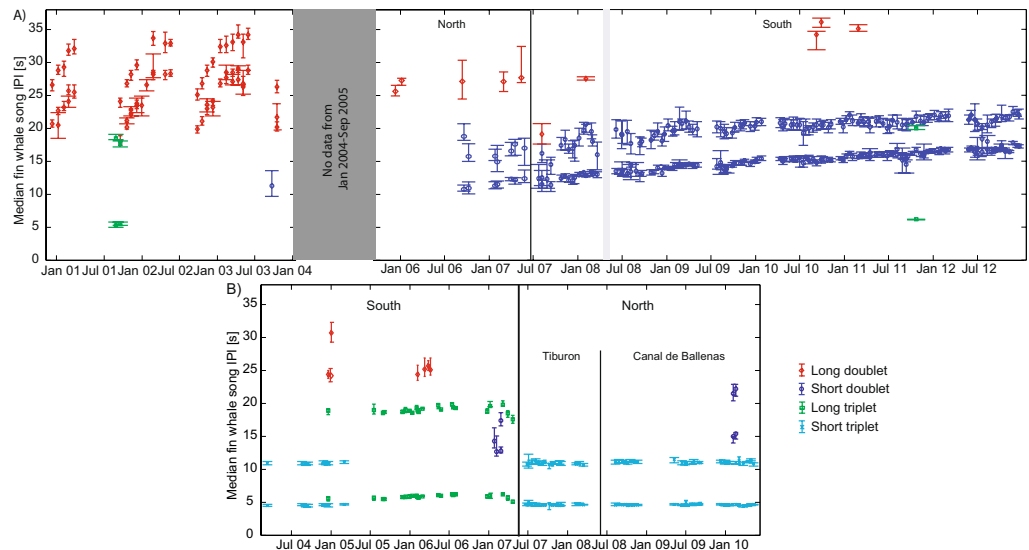 A)
North
South
Median fin whale song IPI [s]
35
30
25
20
15
10
5
0
No data from
Jan 2004-Sep 2005
Jan 01 Jul 01 Jan 02 Jul 02 Jan 03 Jul 03 Jan 04 Jan 06 Jul 06 Jan 07 Jul 07 Jan 08 Jul 08 Jan 09 Jul 09 Jan 10 Jul 10 Jan 11 Jul 11 Jan 12 Jul 12
B)
South
North
Tiburon
Canal de Ballenas
Median fin whale song IPI [s]
35
30
25
20
15
10
5
0
Jul 04 Jan 05 Jul 05 Jan 06 Jul 06 Jan 07 Jul 07 Jan 08 Jul 08 Jan 09 Jul 09 Jan 10
Long doublet
Short doublet
Long triplet
Short triplet